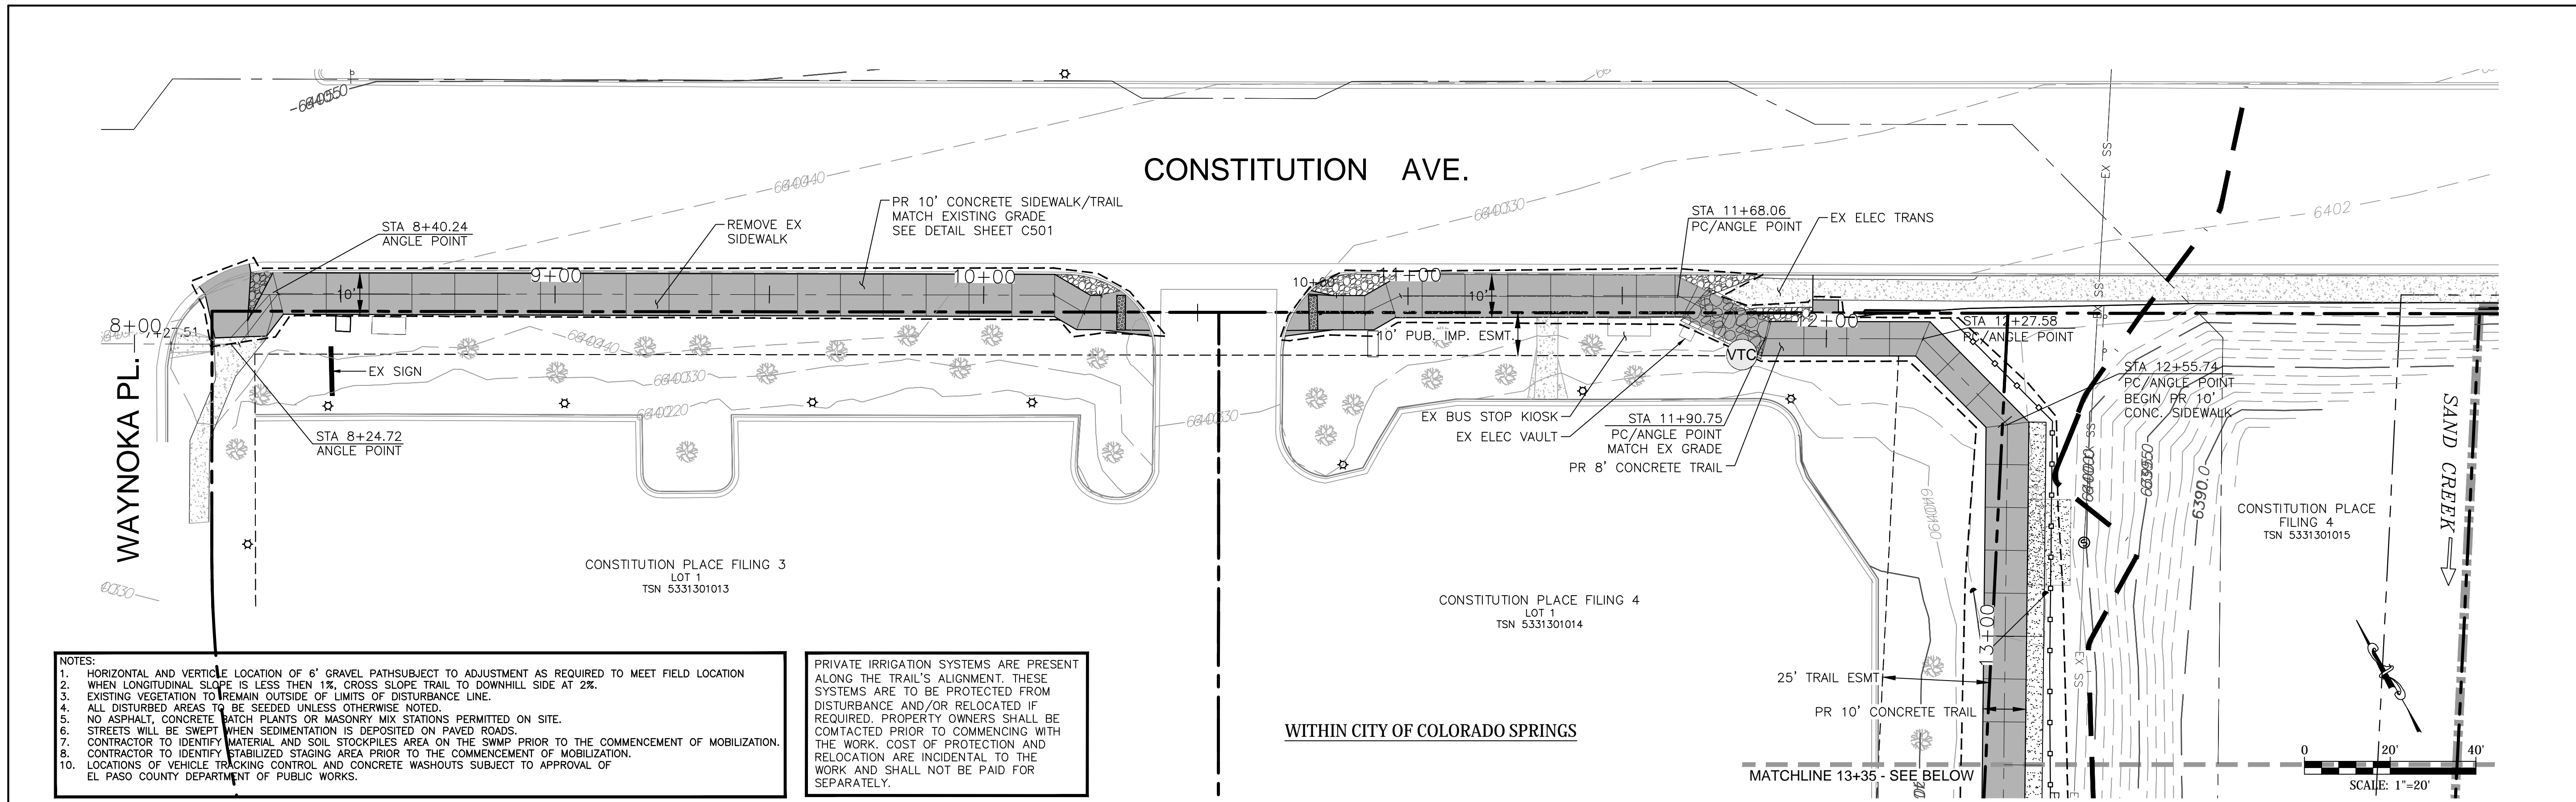 CONSTITUTION AVE.
STA 8+40.24
ANGLE POINT
REMOVE EX
SIDEWALK
PR 10' CONCRETE SIDEWALK/TRAIL
MATCH EXISTING GRADE
SEE DETAIL SHEET C501
STA 11+68.06
PC/ANGLE POINT
EX ELEC TRANS
6402
EX SS
EX SS
8+00
9+00
10+00
11+00
12+00
10'
10'
10' PUB. IMP. ESMT.
VTC
STA 12+27.58
PC/ANGLE POINT
STA 12+55.74
PC/ANGLE POINT
BEGIN PR 10'
CONC. SIDEWALK
WAYNOKA PL.
EX SIGN
STA 8+24.72
ANGLE POINT
EX BUS STOP KIOSK
EX ELEC VAULT
STA 11+90.75
PC/ANGLE POINT
MATCH EX GRADE
PR 8' CONCRETE TRAIL
EX SS
6390.0
SAND CREEK
CONSTITUTION PLACE
FILING 4
TSN 5331301015
CONSTITUTION PLACE FILING 3
LOT 1
TSN 5331301013
CONSTITUTION PLACE FILING 4
LOT 1
TSN 5331301014
13+00
EX SS
25' TRAIL ESMT
PR 10' CONCRETE TRAIL
WITHIN CITY OF COLORADO SPRINGS
MATCHLINE 13+35 - SEE BELOW
0 20' 40'
SCALE: 1"=20'
NOTES:
1. HORIZONTAL AND VERTICLE LOCATION OF 6' GRAVEL PATHSUBJECT TO ADJUSTMENT AS REQUIRED TO MEET FIELD LOCATION
2. WHEN LONGITUDINAL SLOPE IS LESS THEN 1%, CROSS SLOPE TRAIL TO DOWNHILL SIDE AT 2%.
3. EXISTING VEGETATION TO REMAIN OUTSIDE OF LIMITS OF DISTURBANCE LINE.
4. ALL DISTURBED AREAS TO BE SEEDED UNLESS OTHERWISE NOTED.
5. NO ASPHALT, CONCRETE BATCH PLANTS OR MASONRY MIX STATIONS PERMITTED ON SITE.
6. STREETS WILL BE SWEPT WHEN SEDIMENTATION IS DEPOSITED ON PAVED ROADS.
7. CONTRACTOR TO IDENTIFY MATERIAL AND SOIL STOCKPILES AREA ON THE SWMP PRIOR TO THE COMMENCEMENT OF MOBILIZATION.
8. CONTRACTOR TO IDENTIFY STABILIZED STAGING AREA PRIOR TO THE COMMENCEMENT OF MOBILIZATION.
10. LOCATIONS OF VEHICLE TRACKING CONTROL AND CONCRETE WASHOUTS SUBJECT TO APPROVAL OF
EL PASO COUNTY DEPARTMENT OF PUBLIC WORKS.
PRIVATE IRRIGATION SYSTEMS ARE PRESENT
ALONG THE TRAIL'S ALIGNMENT. THESE
SYSTEMS ARE TO BE PROTECTED FROM
DISTURBANCE AND/OR RELOCATED IF
REQUIRED. PROPERTY OWNERS SHALL BE
COMTACTED PRIOR TO COMMENCING WITH
THE WORK. COST OF PROTECTION AND
RELOCATION ARE INCIDENTAL TO THE
WORK AND SHALL NOT BE PAID FOR
SEPARATELY.